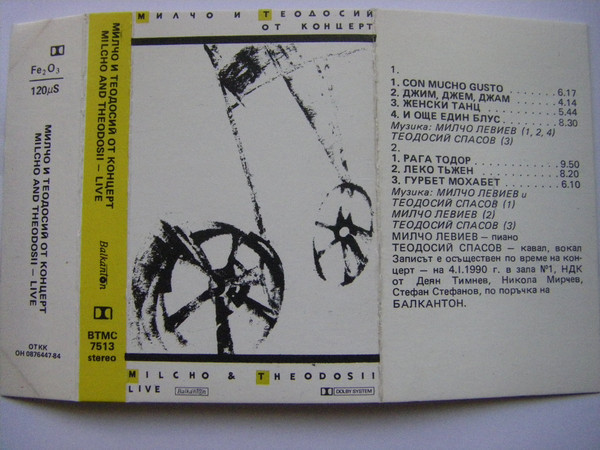 Fe₂O₃
120µS
МИЛЧО И ТЕОДОСИЙ ОТ КОНЦЕРТ
MILCHO AND THEODOSII – LIVE
ОТКК
ОН 0876447-84
МИЛЧО И ТЕОДОСИЙ ОТ КОНЦЕРТ
MILCHO AND THEODOSII – LIVE
Balkanton
BTMC
7513
stereo
МИЛЧО И ТЕОДОСИЙ
ОТ КОНЦЕРТ
MILCHO & THEODOSII
LIVE
Balkanton
DOLBY SYSTEM
1.
1. CON MUCHO GUSTO . . . . . . 6.17
2. ДЖИМ, ДЖЕМ, ДЖАМ . . . . . 4.14
3. ЖЕНСКИ ТАНЦ . . . . . . . . . 5.44
4. И ОЩЕ ЕДИН БЛУС . . . . . . . 8.30
Музика: МИЛЧО ЛЕВИЕВ (1, 2, 4)
ТЕОДОСИЙ СПАСОВ (3)
2.
1. РАГА ТОДОР . . . . . . . . . . . 9.50
2. ЛЕКО ТЪЖЕН . . . . . . . . . . 8.20
3. ГУРБЕТ МОХАБЕТ . . . . . . . 6.10
Музика: МИЛЧО ЛЕВИЕВ и
ТЕОДОСИЙ СПАСОВ (1)
МИЛЧО ЛЕВИЕВ (2)
ТЕОДОСИЙ СПАСОВ (3)
МИЛЧО ЛЕВИЕВ – пиано
ТЕОДОСИЙ СПАСОВ – кавал, вокал
Записът е осъществен по време на кон-
церт – на 4.I.1990 г. в зала №1, НДК
от Деян Тимнев, Никола Мирчев,
Стефан Стефанов, по поръчка на
БАЛКАНТОН.